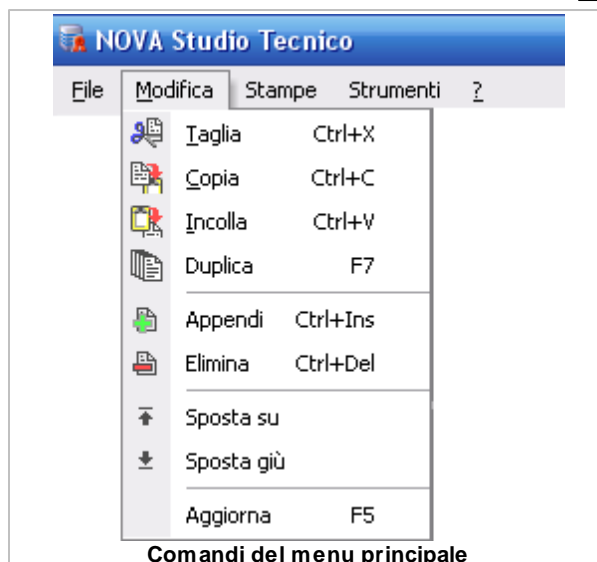 NOVA Studio Tecnico
File Modifica Stampe Strumenti ?
Taglia Ctrl+X
Copia Ctrl+C
Incolla Ctrl+V
Duplica F7
Appendi Ctrl+Ins
Elimina Ctrl+Del
Sposta su
Sposta giù
Aggiorna F5
Comandi del menu principale